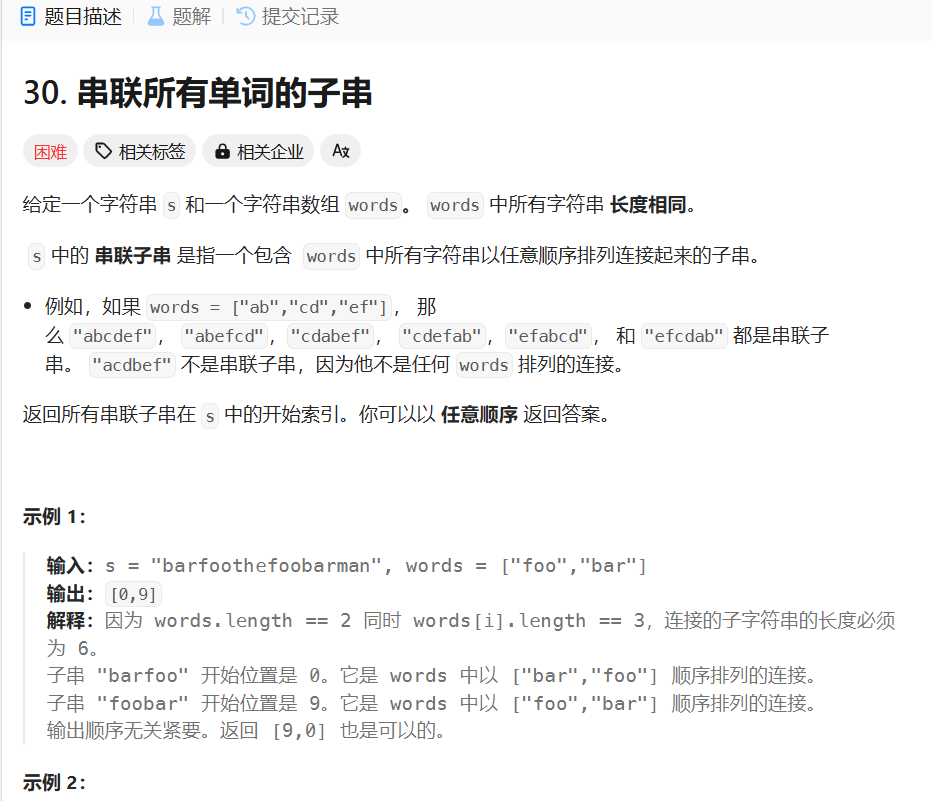 题目描述 题解 提交记录
30. 串联所有单词的子串
困难 相关标签 相关企业 Az
给定一个字符串 s 和一个字符串数组 words。 words 中所有字符串 长度相同。
s 中的 串联子串 是指一个包含 words 中所有字符串以任意顺序排列连接起来的子串。
例如，如果 words = ["ab","cd","ef"]， 那
么 "abcdef"， "abefcd"，"cdabef"， "cdefab"，"efabcd"， 和 "efcdab" 都是串联子
串。 "acdbef" 不是串联子串，因为他不是任何 words 排列的连接。
返回所有串联子串在 s 中的开始索引。你可以以 任意顺序 返回答案。
示例 1：
输入：s = "barfoothefoobarman", words = ["foo","bar"]
输出：[0,9]
解释：因为 words.length == 2 同时 words[i].length == 3，连接的子字符串的长度必须
为 6。
子串 "barfoo" 开始位置是 0。它是 words 中以 ["bar","foo"] 顺序排列的连接。
子串 "foobar" 开始位置是 9。它是 words 中以 ["foo","bar"] 顺序排列的连接。
输出顺序无关紧要。返回 [9,0] 也是可以的。
示例 2：